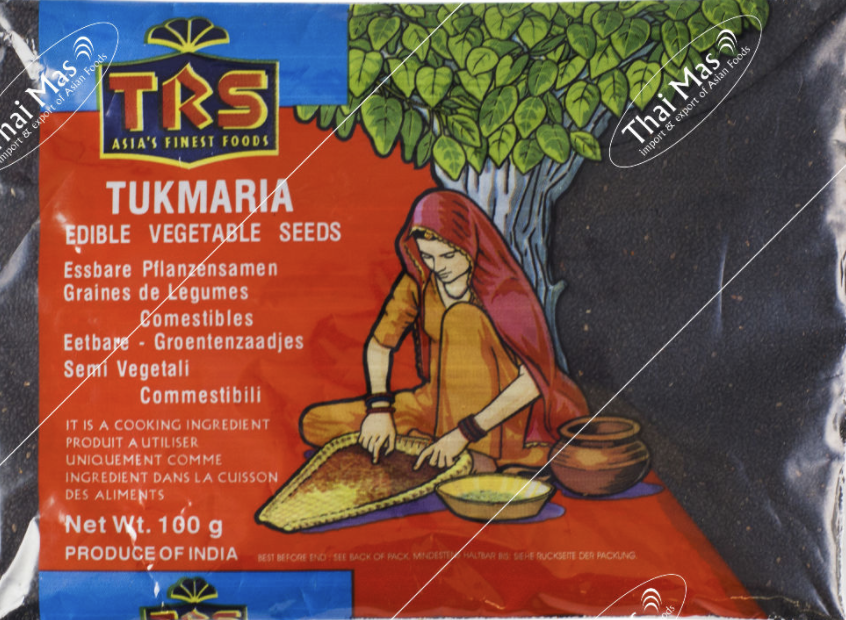 TRS
ASIA'S FINEST FOODS
TUKMARIA
EDIBLE VEGETABLE SEEDS
Essbare Pflanzensamen
Graines de Legumes
Comestibles
Eetbare - Groentenzaadjes
Semi Vegetali
Commestibili
IT IS A COOKING INGREDIENT
PRODUIT A UTILISER
UNIQUEMENT COMME
INGREDIENT DANS LA CUISSON
DES ALIMENTS
Net Wt. 100 g
PRODUCE OF INDIA
BEST BEFORE END : SEE BACK OF PACK. MINDESTENS HALTBAR BIS: SIEHE RUCKSEITE DER PACKUNG.
TRS
Thai Mas
import & export of Asian Foods
Mas
import & export of Asian Foods